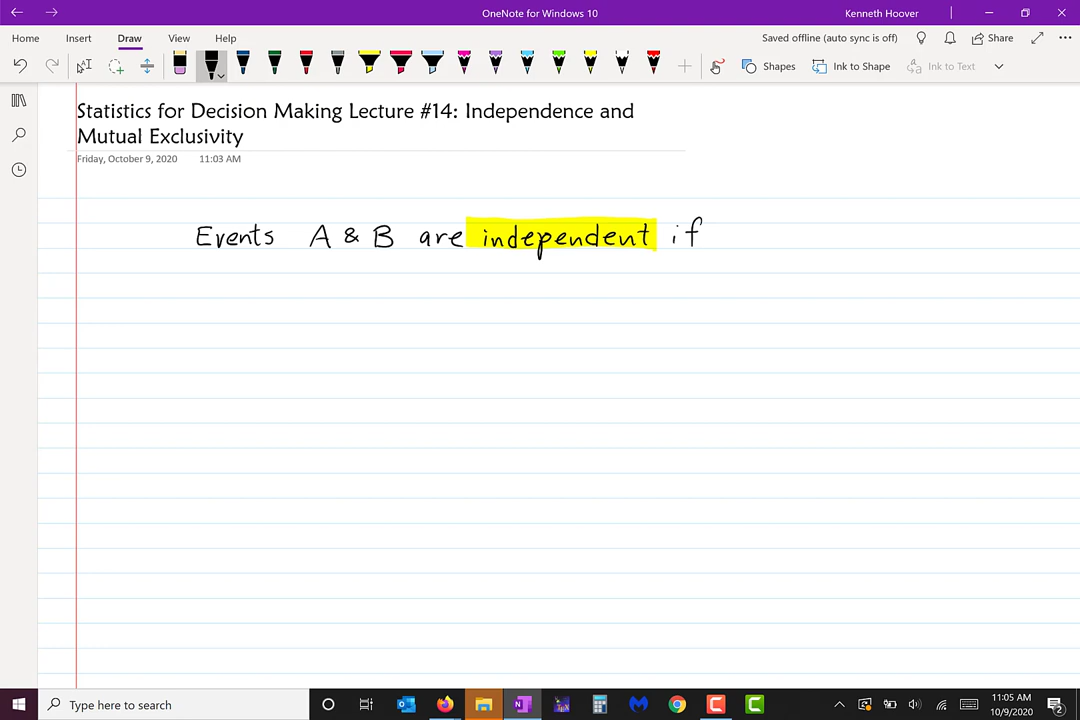 OneNote for Windows 10
Kenneth Hoover
Home Insert Draw View Help
Saved offline (auto sync is off)
Share
Shapes
Ink to Shape
Ink to Text
Statistics for Decision Making Lecture #14: Independence and
Mutual Exclusivity
Friday, October 9, 2020 11:03 AM
Events A & B are independent if
Type here to search
11:05 AM
10/9/2020
2